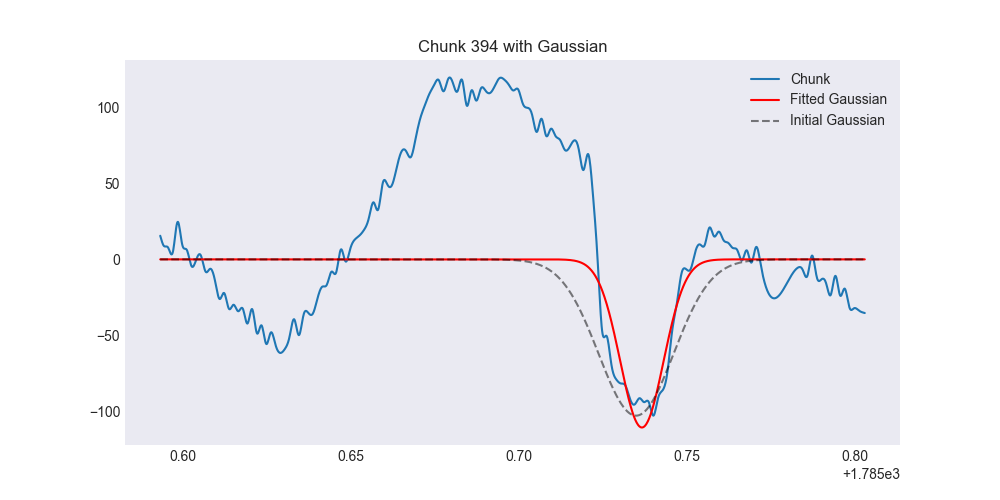 Chunk 394 with Gaussian
Chunk
Fitted Gaussian
Initial Gaussian
100
50
0
−50
−100
0.60 0.65 0.70 0.75 0.80
+1.785e3